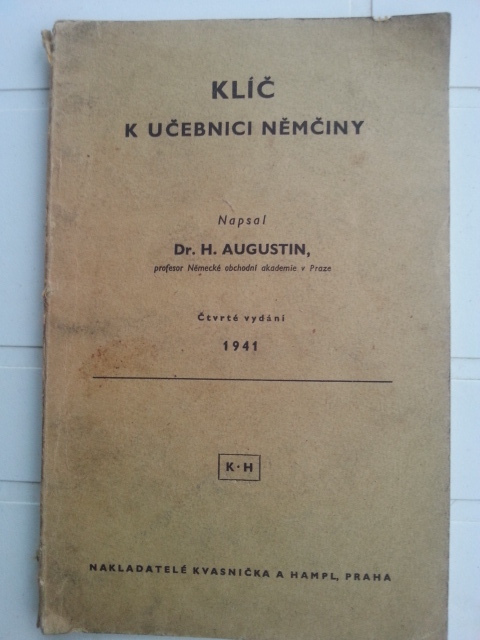 KLÍČ
K UČEBNICI NĚMČINY
Napsal
Dr. H. AUGUSTIN,
profesor Německé obchodní akademie v Praze
Čtvrté vydání
1941
K·H
NAKLADATELÉ KVASNIČKA A HAMPL, PRAHA